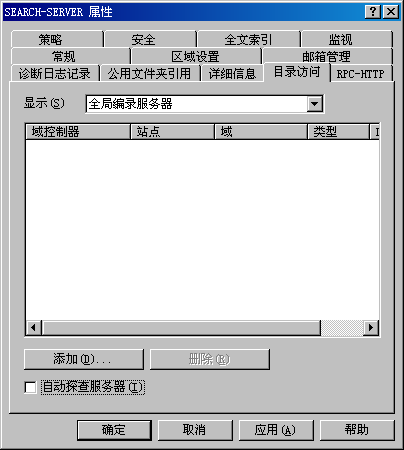 SEARCH-SERVER 属性
策略 安全 全文索引 监视
常规 区域设置 邮箱管理
诊断日志记录 公用文件夹引用 详细信息 目录访问 RPC-HTTP
显示(S) 全局编录服务器
域控制器 站点 域 类型
添加(D)... 删除(R)
自动探查服务器(I)
确定 取消 应用(A) 帮助